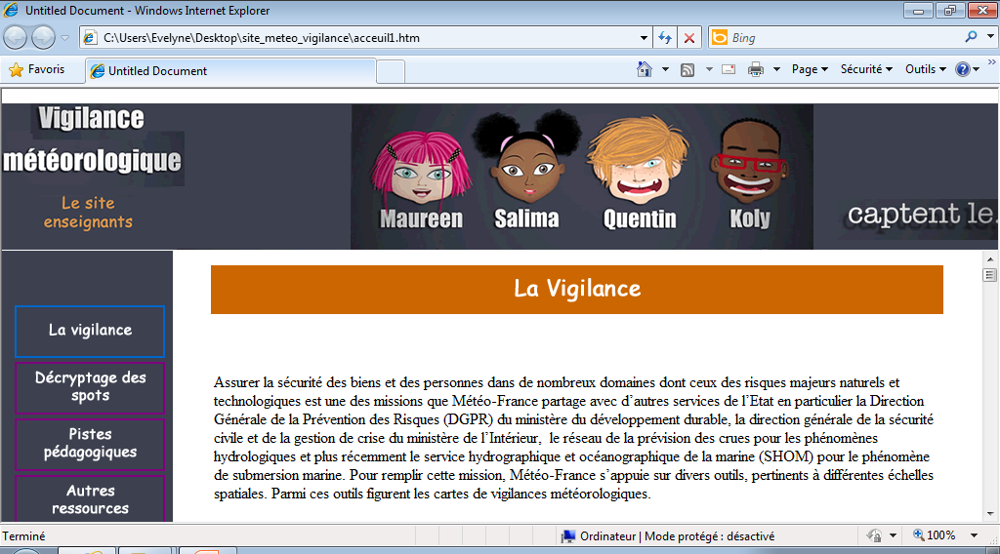 Untitled Document - Windows Internet Explorer
C:\Users\Evelyne\Desktop\site_meteo_vigilance\acceuil1.htm
Bing
Favoris
Untitled Document
Page
Sécurité
Outils
Vigilance
météorologique
Le site
enseignants
Maureen
Salima
Quentin
Koly
captent le.
La vigilance
Décryptage des
spots
Pistes
pédagogiques
Autres
ressources
La Vigilance
Assurer la sécurité des biens et des personnes dans de nombreux domaines dont ceux des risques majeurs naturels et
technologiques est une des missions que Météo-France partage avec d’autres services de l’Etat en particulier la Direction
Générale de la Prévention des Risques (DGPR) du ministère du développement durable, la direction générale de la sécurité
civile et de la gestion de crise du ministère de l’Intérieur, le réseau de la prévision des crues pour les phénomènes
hydrologiques et plus récemment le service hydrographique et océanographique de la marine (SHOM) pour le phénomène
de submersion marine. Pour remplir cette mission, Météo-France s’appuie sur divers outils, pertinents à différentes échelles
spatiales. Parmi ces outils figurent les cartes de vigilances météorologiques.
Terminé
Ordinateur | Mode protégé : désactivé
100%